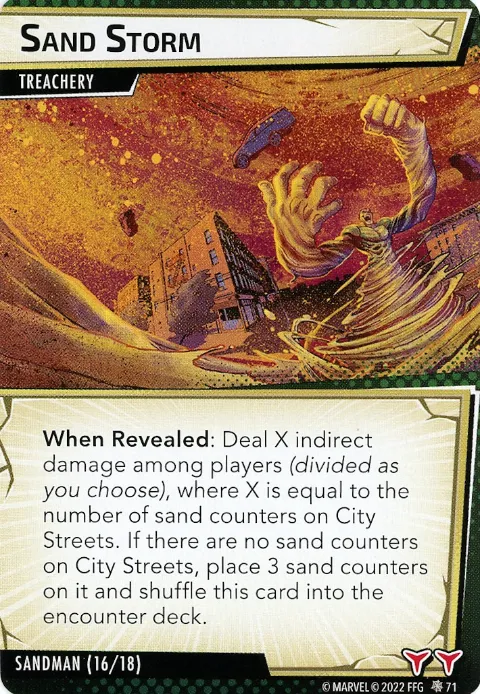 SAND STORM
TREACHERY
When Revealed: Deal X indirect
damage among players (divided as
you choose), where X is equal to the
number of sand counters on City
Streets. If there are no sand counters
on City Streets, place 3 sand counters
on it and shuffle this card into the
encounter deck.
SANDMAN (16/18)
© MARVEL © 2022 FFG 71